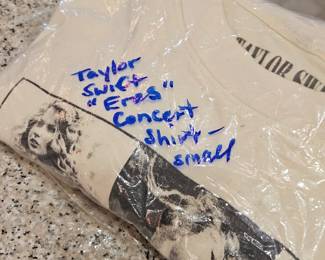 Taylor
Swift
"Eras"
Concert
Shirt-
small
TAYLOR SW